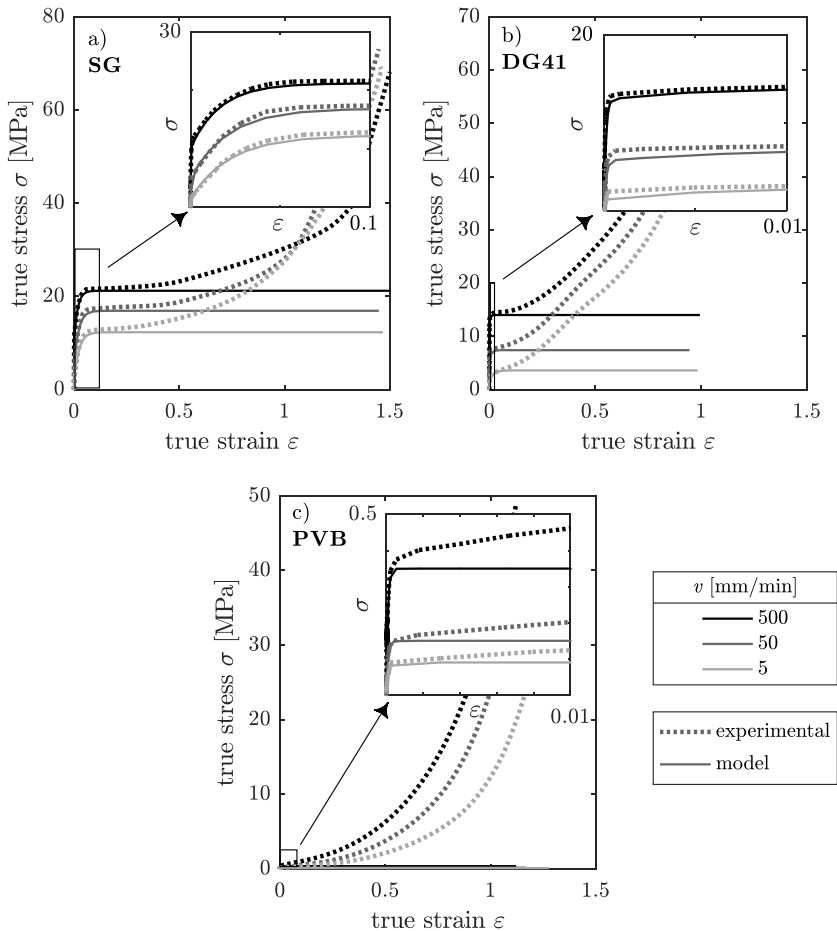 a)
SG
30
σ
ε
0.1
80
60
40
20
0
0
0.5
1
1.5
true stress σ [MPa]
true strain ε
b)
DG41
20
σ
ε
0.01
70
60
50
40
30
20
10
0
0
0.5
1
1.5
true stress σ [MPa]
true strain ε
c)
PVB
0.5
σ
ε
0.01
50
40
30
20
10
0
0
0.5
1
1.5
true stress σ [MPa]
true strain ε
v [mm/min]
500
50
5
experimental
model